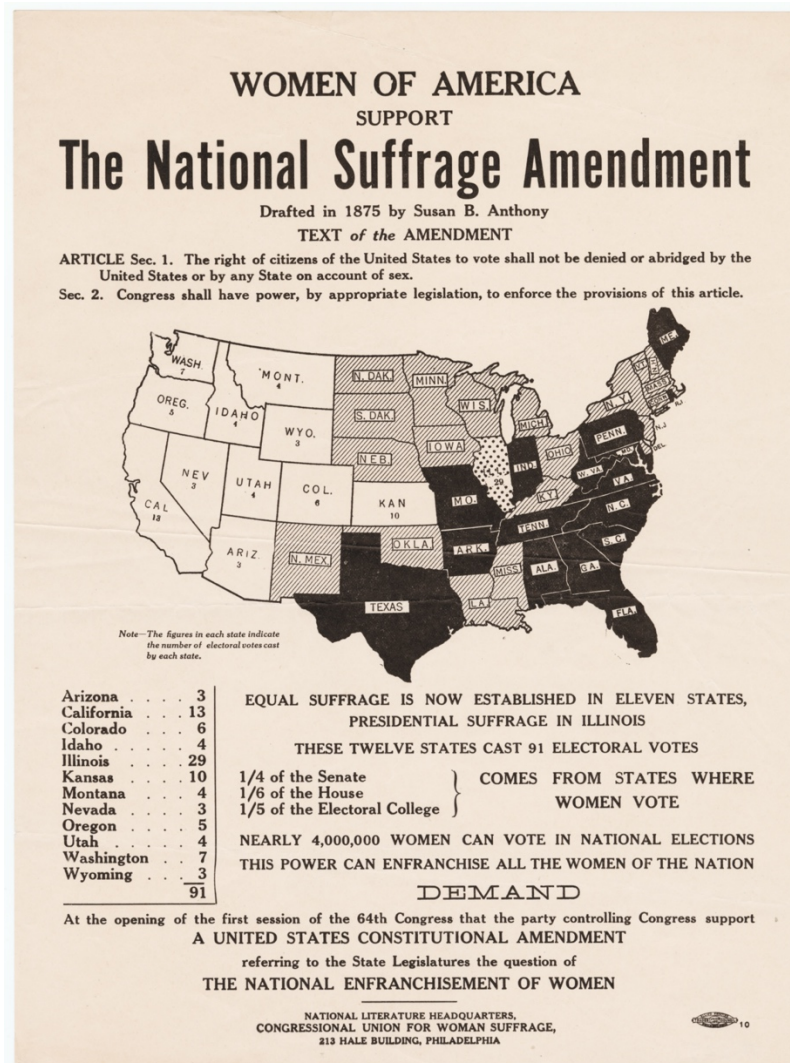 WOMEN OF AMERICA
SUPPORT
The National Suffrage Amendment
Drafted in 1875 by Susan B. Anthony
TEXT of the AMENDMENT
ARTICLE Sec. 1. The right of citizens of the United States to vote shall not be denied or abridged by the
United States or by any State on account of sex.
Sec. 2. Congress shall have power, by appropriate legislation, to enforce the provisions of this article.
WASH.
7
OREG.
5
CAL
13
NEV
3
IDAHO
4
MONT.
4
WYO.
3
UTAH
4
COL.
6
ARIZ.
3
KAN
10
N. DAK.
S. DAK.
NEB.
N. MEX.
OKLA.
TEXAS
MINN.
IOWA
MO.
ARK.
LA.
WIS.
29
MICH.
IND.
OHIO
KY.
TENN.
MISS.
ALA.
GA.
FLA.
S. C.
N. C.
VA.
W. VA.
PENN.
N. Y.
ME.
MASS.
N.J.
DEL.
MD.
R.I.
Note—The figures in each state indicate
the number of electoral votes cast
by each state.
Arizona . . . . 3
California . . . 13
Colorado . . . 6
Idaho . . . . . 4
Illinois . . . . 29
Kansas . . . . 10
Montana . . . 4
Nevada . . . . 3
Oregon . . . . 5
Utah . . . . . 4
Washington . . 7
Wyoming . . . 3
91
EQUAL SUFFRAGE IS NOW ESTABLISHED IN ELEVEN STATES,
PRESIDENTIAL SUFFRAGE IN ILLINOIS
THESE TWELVE STATES CAST 91 ELECTORAL VOTES
1/4 of the Senate
1/6 of the House
1/5 of the Electoral College
COMES FROM STATES WHERE
WOMEN VOTE
NEARLY 4,000,000 WOMEN CAN VOTE IN NATIONAL ELECTIONS
THIS POWER CAN ENFRANCHISE ALL THE WOMEN OF THE NATION
DEMAND
At the opening of the first session of the 64th Congress that the party controlling Congress support
A UNITED STATES CONSTITUTIONAL AMENDMENT
referring to the State Legislatures the question of
THE NATIONAL ENFRANCHISEMENT OF WOMEN
NATIONAL LITERATURE HEADQUARTERS,
CONGRESSIONAL UNION FOR WOMAN SUFFRAGE,
213 HALE BUILDING, PHILADELPHIA
10